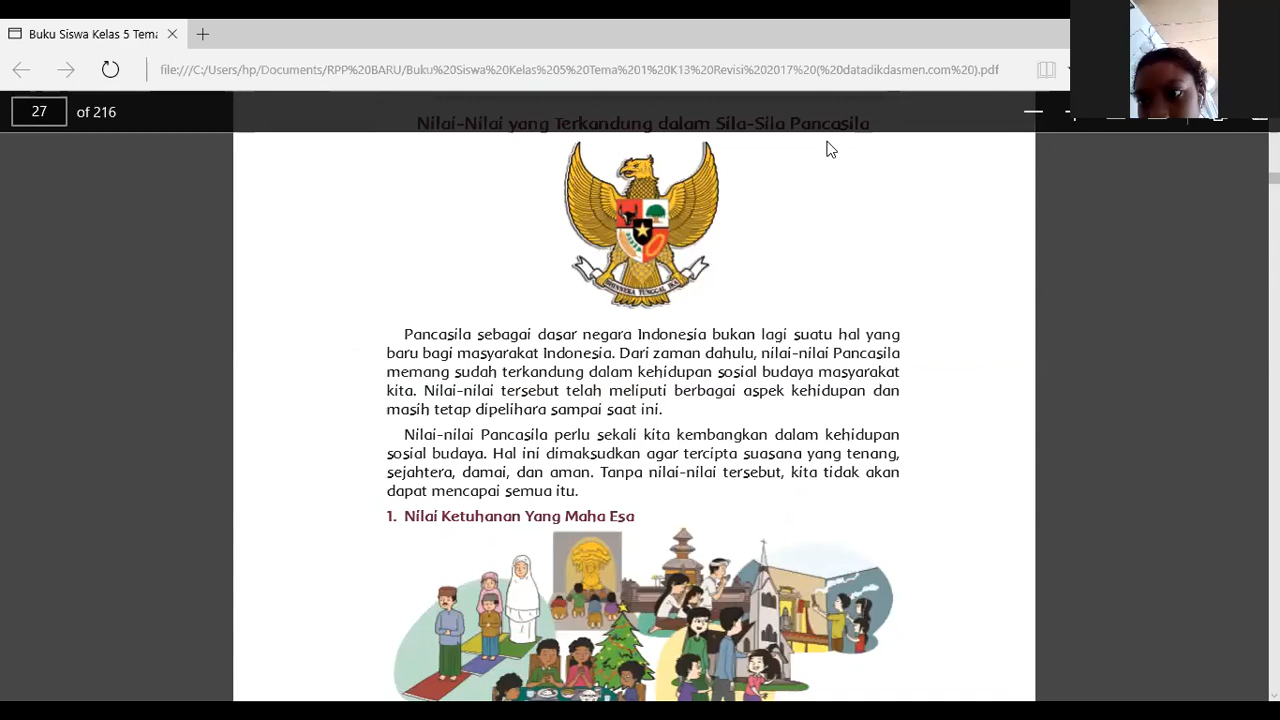 Buku Siswa Kelas 5 Tema
file:///C:/Users/hp/Documents/RPP%20BARU/Buku%20Siswa%20Kelas%205%20Tema%201%20K13%20Revisi%202017%20(%20datadikdasmen.com%20).pdf
27 of 216
Nilai-Nilai yang Terkandung dalam Sila-Sila Pancasila
BHINNEKA TUNGGAL IKA
Pancasila sebagai dasar negara Indonesia bukan lagi suatu hal yang
baru bagi masyarakat Indonesia. Dari zaman dahulu, nilai-nilai Pancasila
memang sudah terkandung dalam kehidupan sosial budaya masyarakat
kita. Nilai-nilai tersebut telah meliputi berbagai aspek kehidupan dan
masih tetap dipelihara sampai saat ini.
Nilai-nilai Pancasila perlu sekali kita kembangkan dalam kehidupan
sosial budaya. Hal ini dimaksudkan agar tercipta suasana yang tenang,
sejahtera, damai, dan aman. Tanpa nilai-nilai tersebut, kita tidak akan
dapat mencapai semua itu.
1. Nilai Ketuhanan Yang Maha Esa